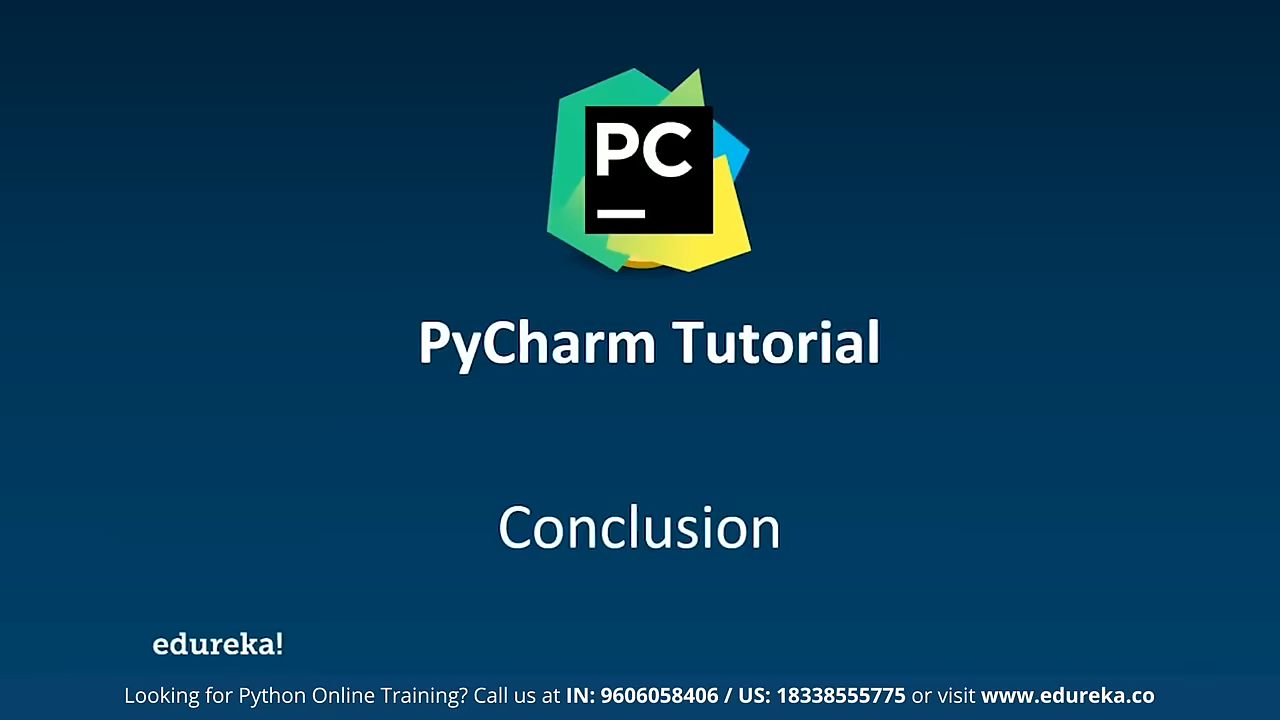 PC
PyCharm Tutorial
Conclusion
edureka!
Looking for Python Online Training? Call us at IN: 9606058406 / US: 18338555775 or visit www.edureka.co